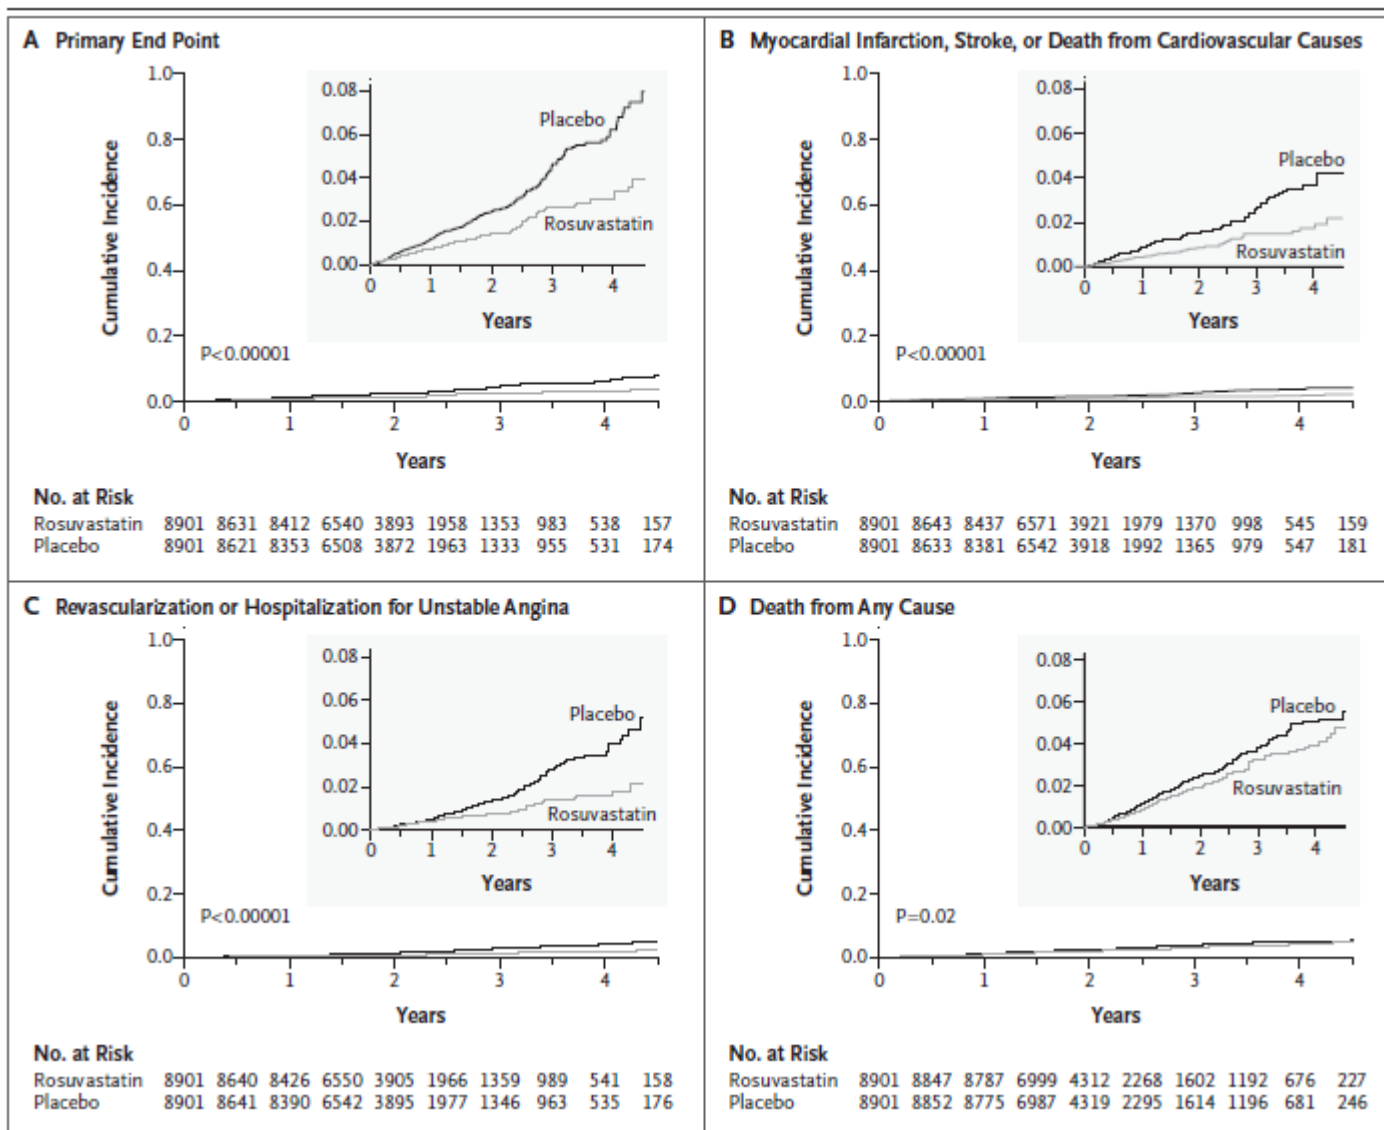 A Primary End Point
1.0
0.8
0.6
0.4
0.2
0.0
Cumulative Incidence
0.08
0.06
0.04
0.02
0.00
Placebo
Rosuvastatin
0 1 2 3 4
Years
P<0.00001
0 1 2 3 4
Years
No. at Risk
Rosuvastatin 8901 8631 8412 6540 3893 1958 1353 983 538 157
Placebo 8901 8621 8353 6508 3872 1963 1333 955 531 174
B Myocardial Infarction, Stroke, or Death from Cardiovascular Causes
1.0
0.8
0.6
0.4
0.2
0.0
Cumulative Incidence
0.08
0.06
0.04
0.02
0.00
Placebo
Rosuvastatin
0 1 2 3 4
Years
P<0.00001
0 1 2 3 4
Years
No. at Risk
Rosuvastatin 8901 8643 8437 6571 3921 1979 1370 998 545 159
Placebo 8901 8633 8381 6542 3918 1992 1365 979 547 181
C Revascularization or Hospitalization for Unstable Angina
1.0
0.8
0.6
0.4
0.2
0.0
Cumulative Incidence
0.08
0.06
0.04
0.02
0.00
Placebo
Rosuvastatin
0 1 2 3 4
Years
P<0.00001
0 1 2 3 4
Years
No. at Risk
Rosuvastatin 8901 8640 8426 6550 3905 1966 1359 989 541 158
Placebo 8901 8641 8390 6542 3895 1977 1346 963 535 176
D Death from Any Cause
1.0
0.8
0.6
0.4
0.2
0.0
Cumulative Incidence
0.08
0.06
0.04
0.02
0.00
Placebo
Rosuvastatin
0 1 2 3 4
Years
P=0.02
0 1 2 3 4
Years
No. at Risk
Rosuvastatin 8901 8847 8787 6999 4312 2268 1602 1192 676 227
Placebo 8901 8852 8775 6987 4319 2295 1614 1196 681 246